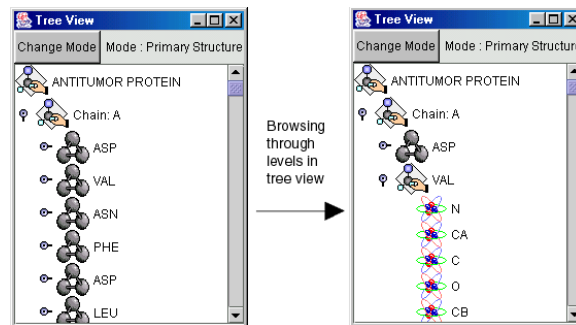 Tree View
Change Mode Mode : Primary Structure
ANTITUMOR PROTEIN
Chain: A
ASP
VAL
ASN
PHE
ASP
LEU
Browsing
through
levels in
tree view
Tree View
Change Mode Mode : Primary Structure
ANTITUMOR PROTEIN
Chain: A
ASP
VAL
N
CA
C
O
CB